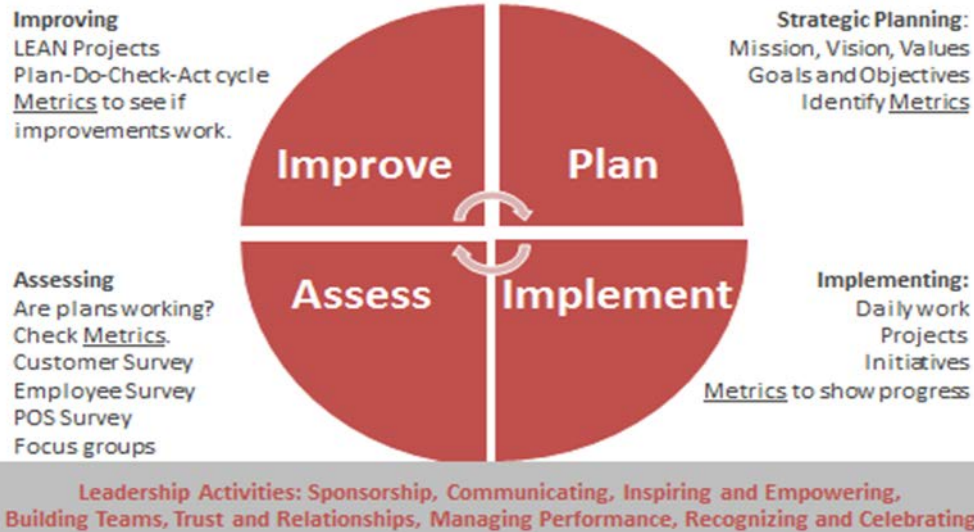 Improving
LEAN Projects
Plan-Do-Check-Act cycle
Metrics to see if
improvements work.
Strategic Planning:
Mission, Vision, Values
Goals and Objectives
Identify Metrics
Improve
Plan
Assess
Implement
Assessing
Are plans working?
Check Metrics.
Customer Survey
Employee Survey
POS Survey
Focus groups
Implementing:
Daily work
Projects
Initiatives
Metrics to show progress
Leadership Activities: Sponsorship, Communicating, Inspiring and Empowering,
Building Teams, Trust and Relationships, Managing Performance, Recognizing and Celebrating